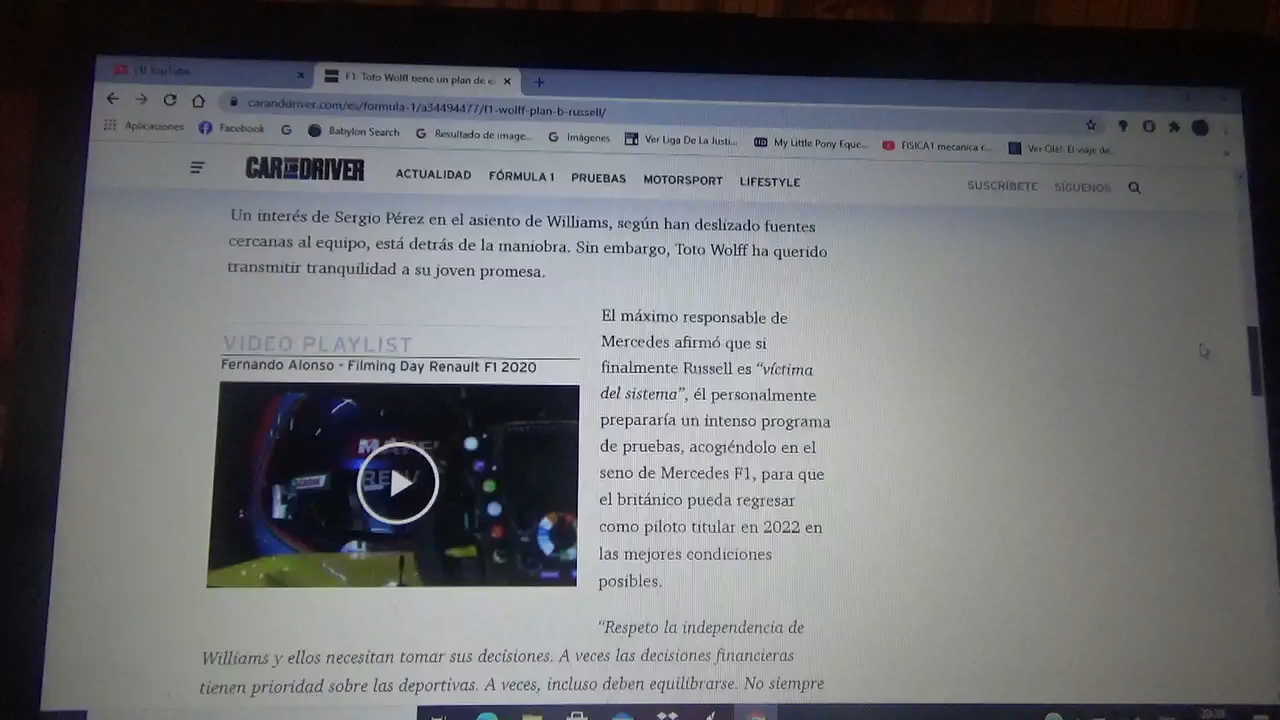 YouTube
F1: Toto Wolff tiene un plan de e
caranddriver.com/es/formula-1/a34494477/f1-wolff-plan-b-russell/
Aplicaciones
Facebook
Babylon Search
Resultado de image...
Imágenes
Ver Liga De La Justi...
My Little Pony Eque...
FISICA1 mecanica c...
Ver Olé!. El viaje de...
CAR AND DRIVER
ACTUALIDAD FÓRMULA 1 PRUEBAS MOTORSPORT LIFESTYLE
SUSCRÍBETE SÍGUENOS
Un interés de Sergio Pérez en el asiento de Williams, según han deslizado fuentes
cercanas al equipo, está detrás de la maniobra. Sin embargo, Toto Wolff ha querido
transmitir tranquilidad a su joven promesa.
VIDEO PLAYLIST
Fernando Alonso - Filming Day Renault F1 2020
El máximo responsable de
Mercedes afirmó que si
finalmente Russell es “víctima
del sistema”, él personalmente
prepararía un intenso programa
de pruebas, acogiéndolo en el
seno de Mercedes F1, para que
el británico pueda regresar
como piloto titular en 2022 en
las mejores condiciones
posibles.
“Respeto la independencia de
Williams y ellos necesitan tomar sus decisiones. A veces las decisiones financieras
tienen prioridad sobre las deportivas. A veces, incluso deben equilibrarse. No siempre